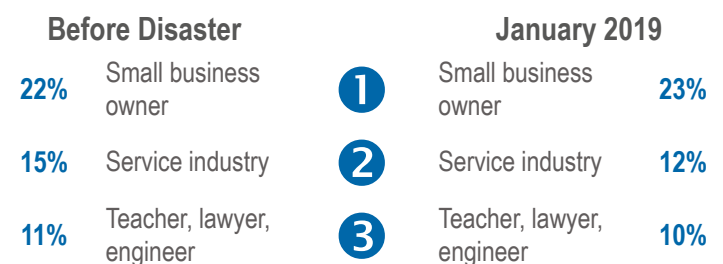 Before Disaster January 2019
22% Small business owner 1 Small business owner 23%
15% Service industry 2 Service industry 12%
11% Teacher, lawyer, engineer 3 Teacher, lawyer, engineer 10%